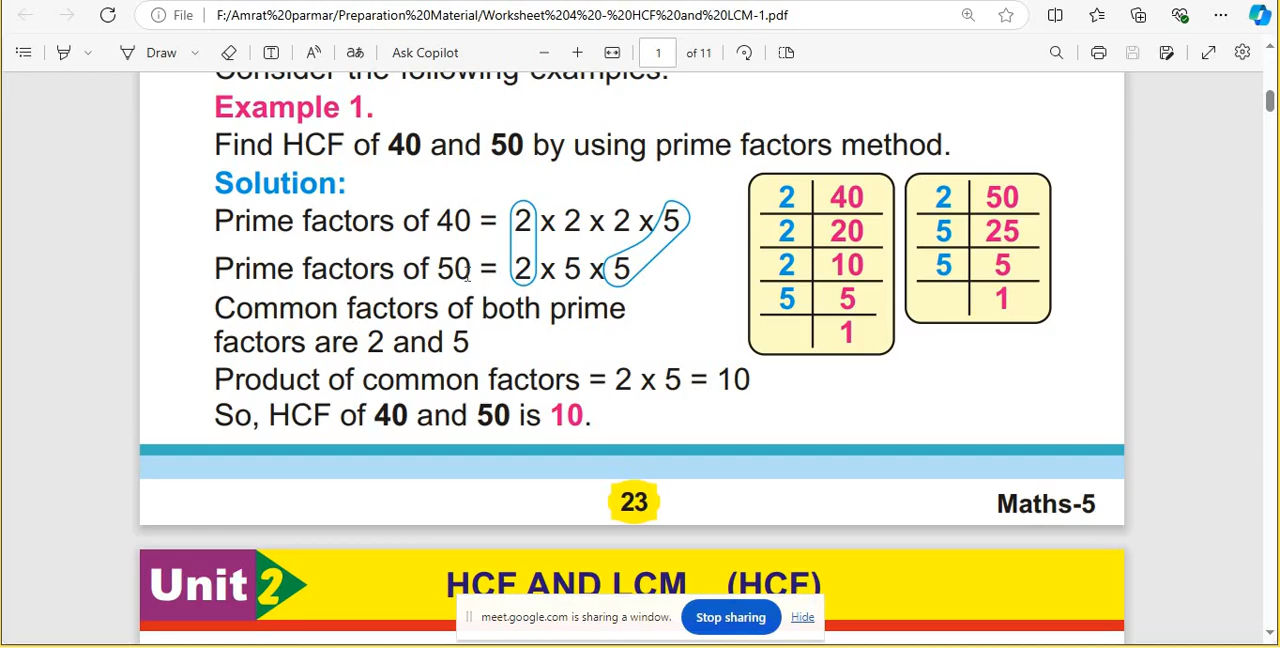 File F:/Amrat%20parmar/Preparation%20Material/Worksheet%204%20-%20HCF%20and%20LCM-1.pdf
Draw Ask Copilot 1 of 11
Consider the following examples:
Example 1.
Find HCF of 40 and 50 by using prime factors method.
Solution:
Prime factors of 40 = 2 x 2 x 2 x 5
Prime factors of 50 = 2 x 5 x 5
Common factors of both prime
factors are 2 and 5
Product of common factors = 2 x 5 = 10
So, HCF of 40 and 50 is 10.
2 40
2 20
2 10
5 5
1
2 50
5 25
5 5
1
23
Maths-5
Unit 2
HCF AND LCM (HCF)
meet.google.com is sharing a window. Stop sharing Hide